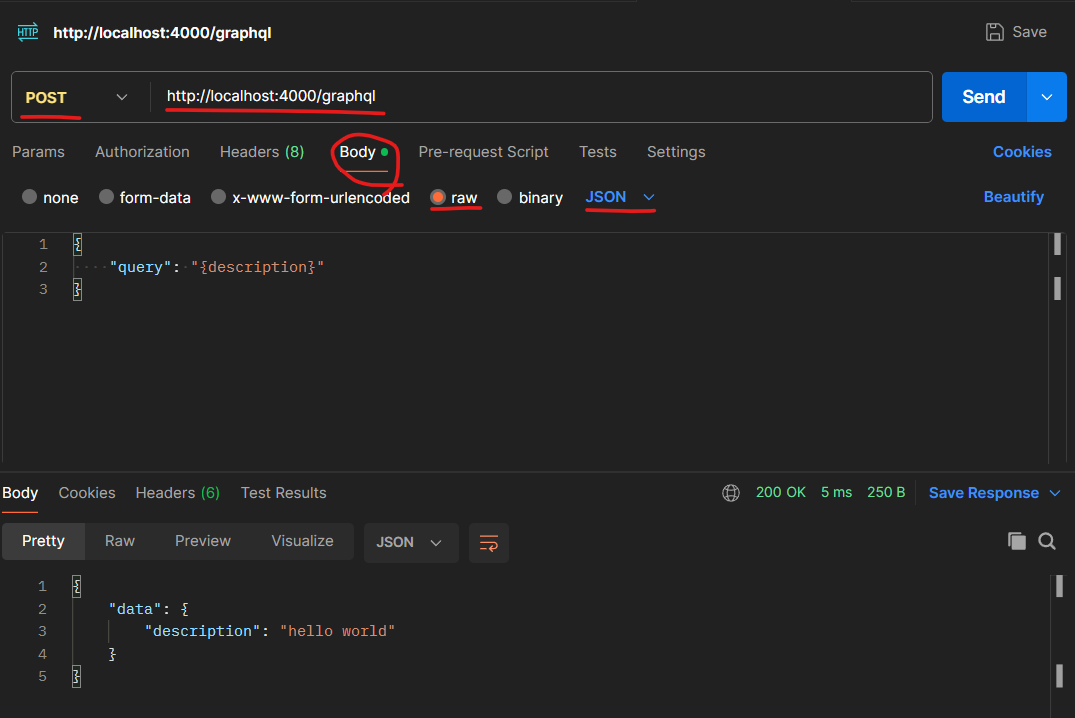 HTTP http://localhost:4000/graphql Save
POST http://localhost:4000/graphql Send
Params Authorization Headers (8) Body Pre-request Script Tests Settings Cookies
none form-data x-www-form-urlencoded raw binary JSON Beautify
1 {
2 ····"query":·"{description}"
3 }
Body Cookies Headers (6) Test Results 200 OK 5 ms 250 B Save Response
Pretty Raw Preview Visualize JSON
1 {
2 "data": {
3 "description": "hello world"
4 }
5 }